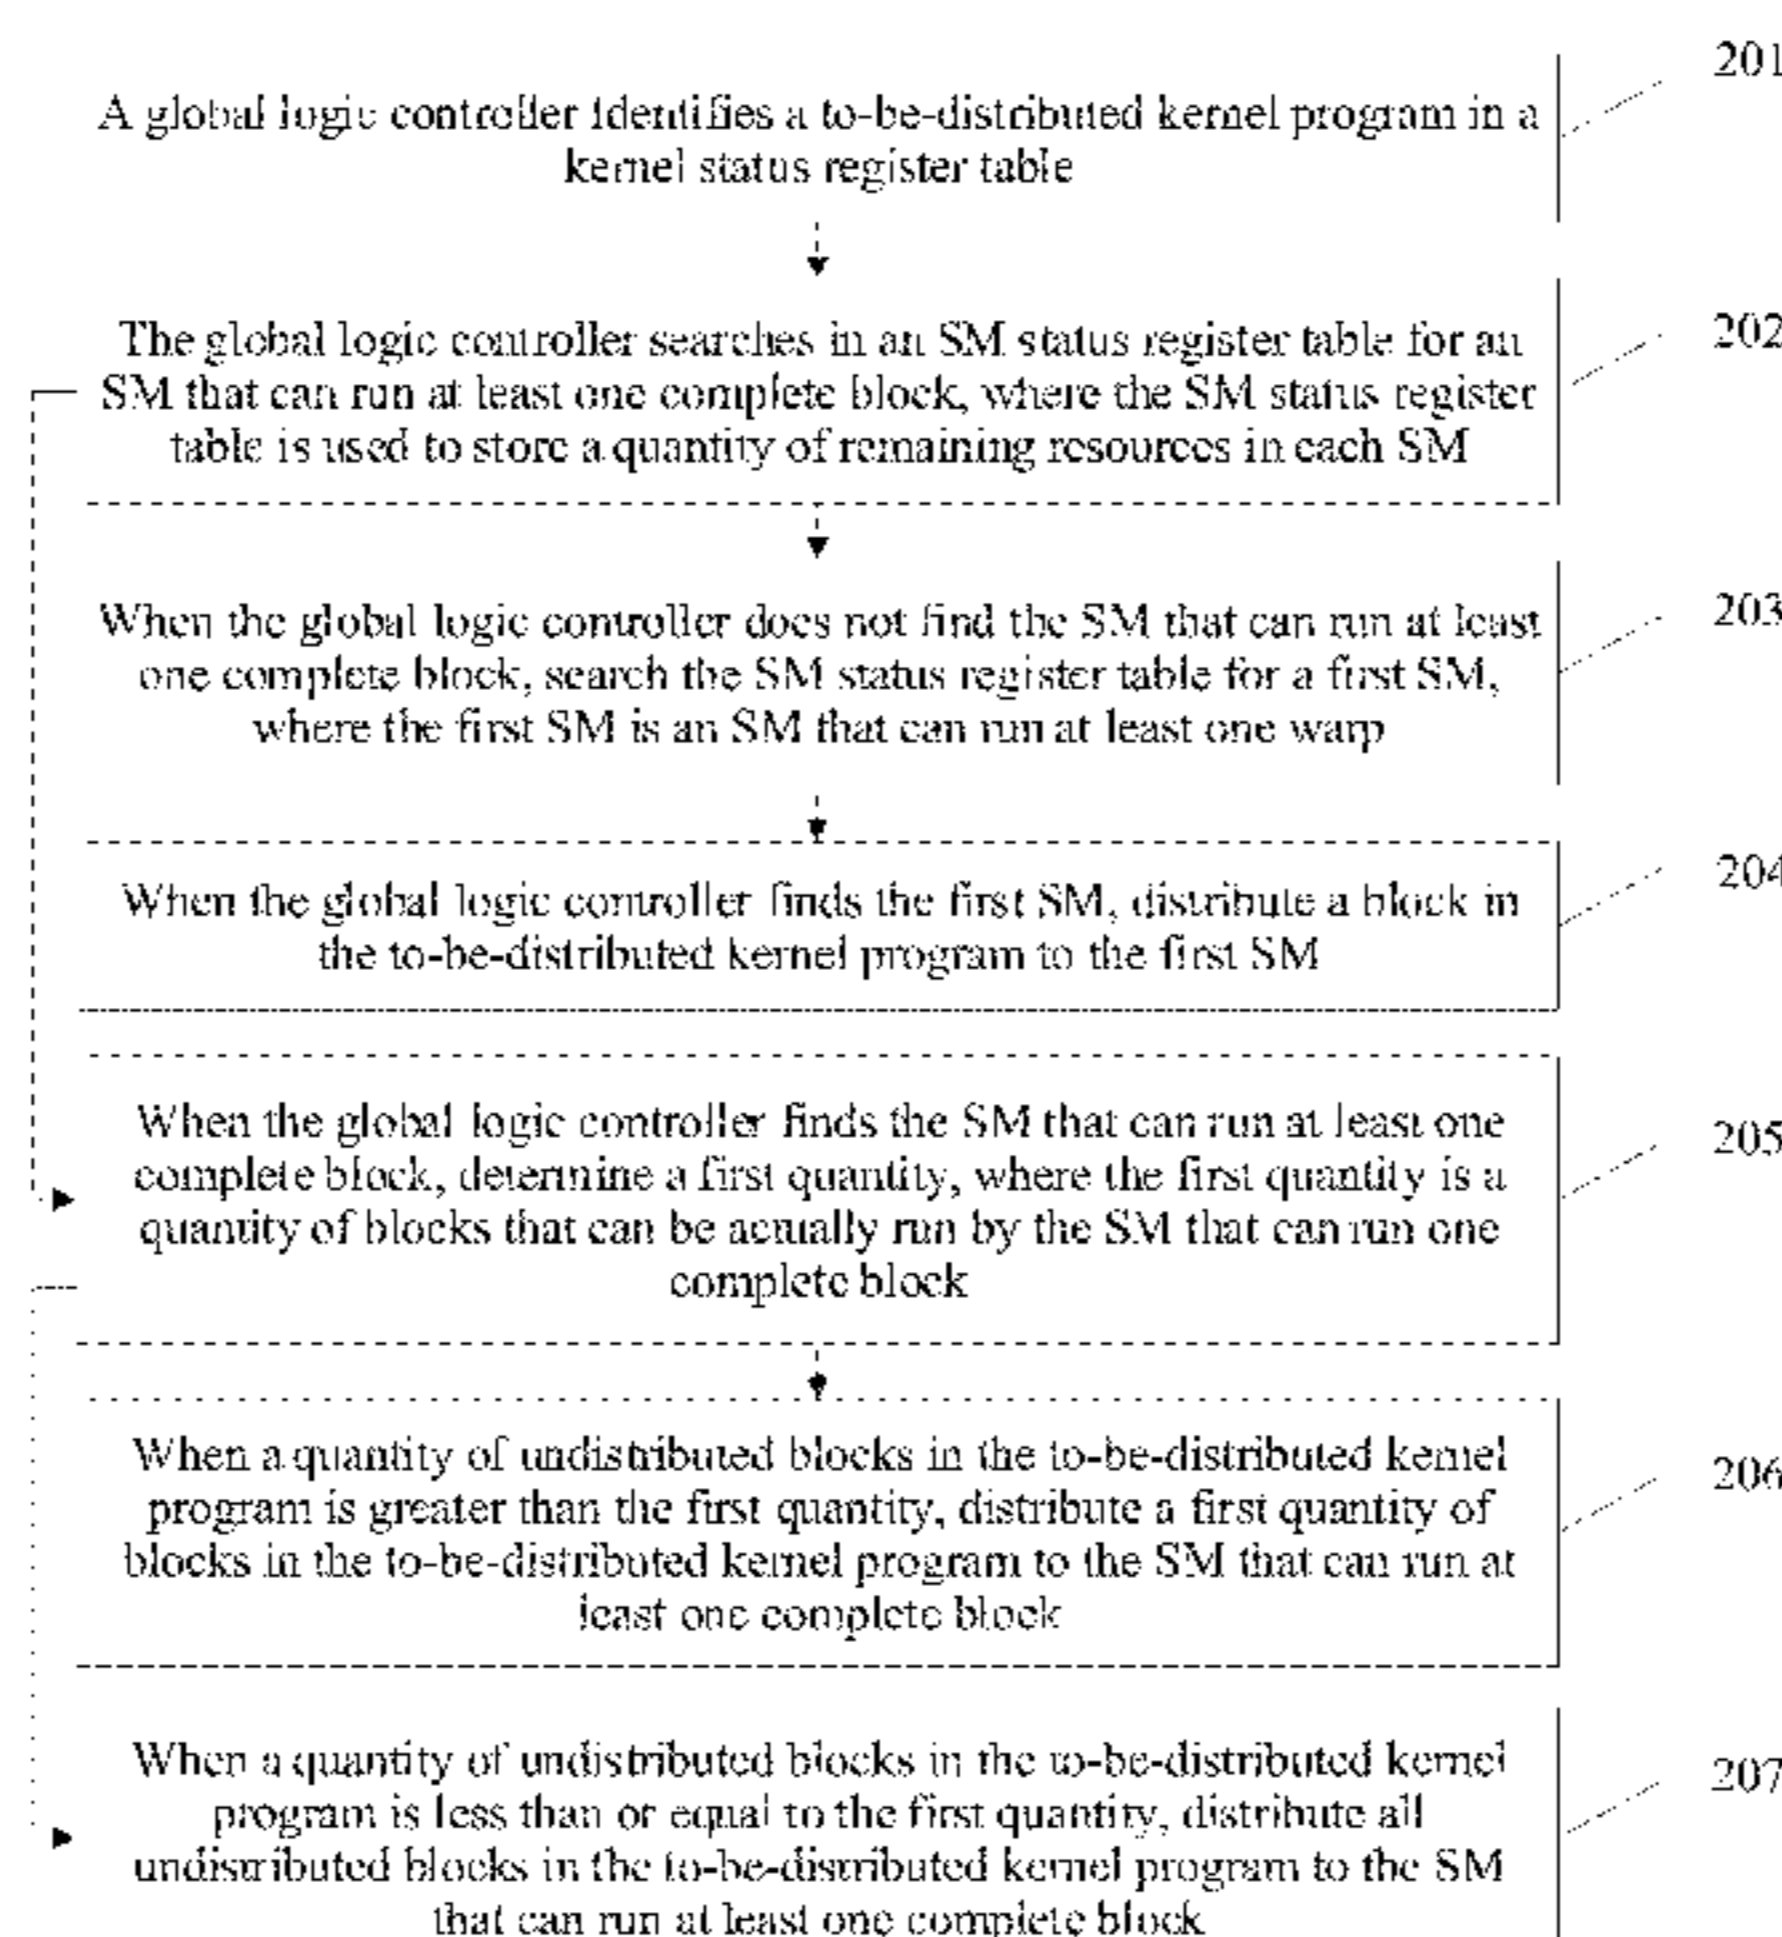 201
A global logic controller identifies a to-be-distributed kernel program in a
kernel status register table
202
The global logic controller searches in an SM status register table for an
SM that can run at least one complete block, where the SM status register
table is used to store a quantity of remaining resources in each SM
203
When the global logic controller does not find the SM that can run at least
one complete block, search the SM status register table for a first SM,
where the first SM is an SM that can run at least one warp
204
When the global logic controller finds the first SM, distribute a block in
the to-be-distributed kernel program to the first SM
205
When the global logic controller finds the SM that can run at least one
complete block, determine a first quantity, where the first quantity is a
quantity of blocks that can be actually run by the SM that can run one
complete block
206
When a quantity of undistributed blocks in the to-be-distributed kernel
program is greater than the first quantity, distribute a first quantity of
blocks in the to-be-distributed kernel program to the SM that can run at
least one complete block
207
When a quantity of undistributed blocks in the to-be-distributed kernel
program is less than or equal to the first quantity, distribute all
undistributed blocks in the to-be-distributed kernel program to the SM
that can run at least one complete block